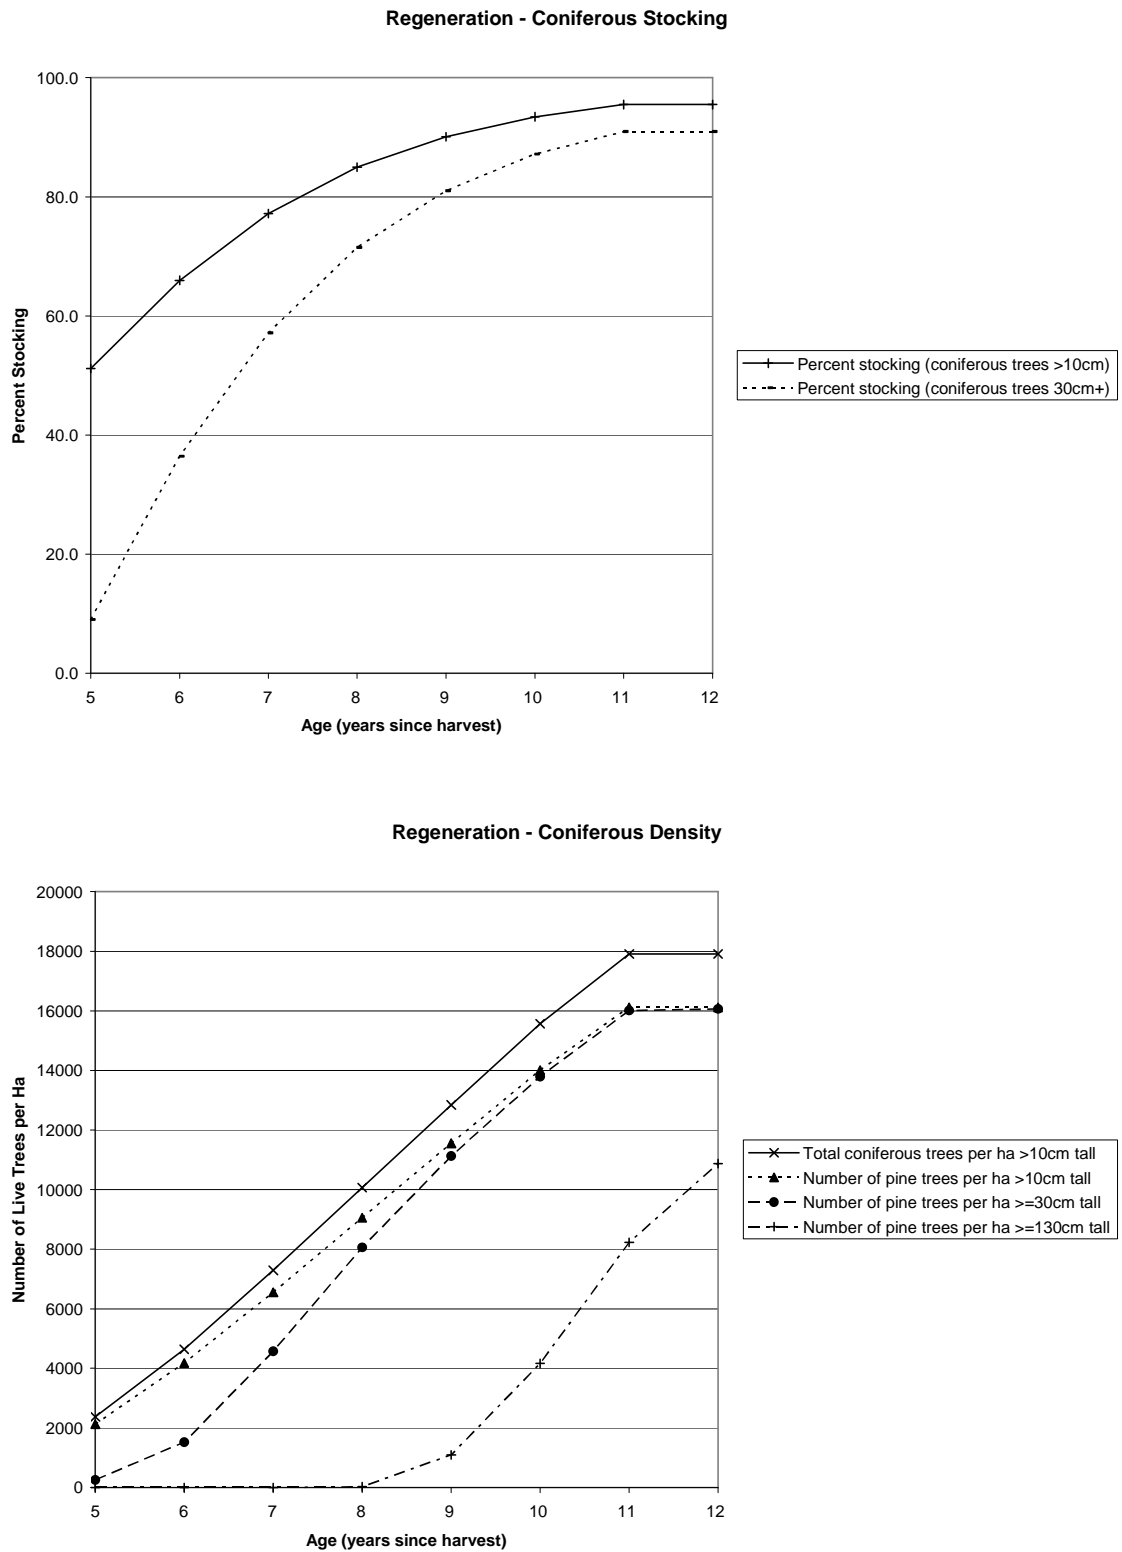 Regeneration - Coniferous Stocking
100.0
80.0
60.0
40.0
20.0
0.0
Percent Stocking
5 6 7 8 9 10 11 12
Age (years since harvest)
Percent stocking (coniferous trees >10cm)
Percent stocking (coniferous trees 30cm+)
Regeneration - Coniferous Density
20000
18000
16000
14000
12000
10000
8000
6000
4000
2000
0
Number of Live Trees per Ha
5 6 7 8 9 10 11 12
Age (years since harvest)
Total coniferous trees per ha >10cm tall
Number of pine trees per ha >10cm tall
Number of pine trees per ha >=30cm tall
Number of pine trees per ha >=130cm tall